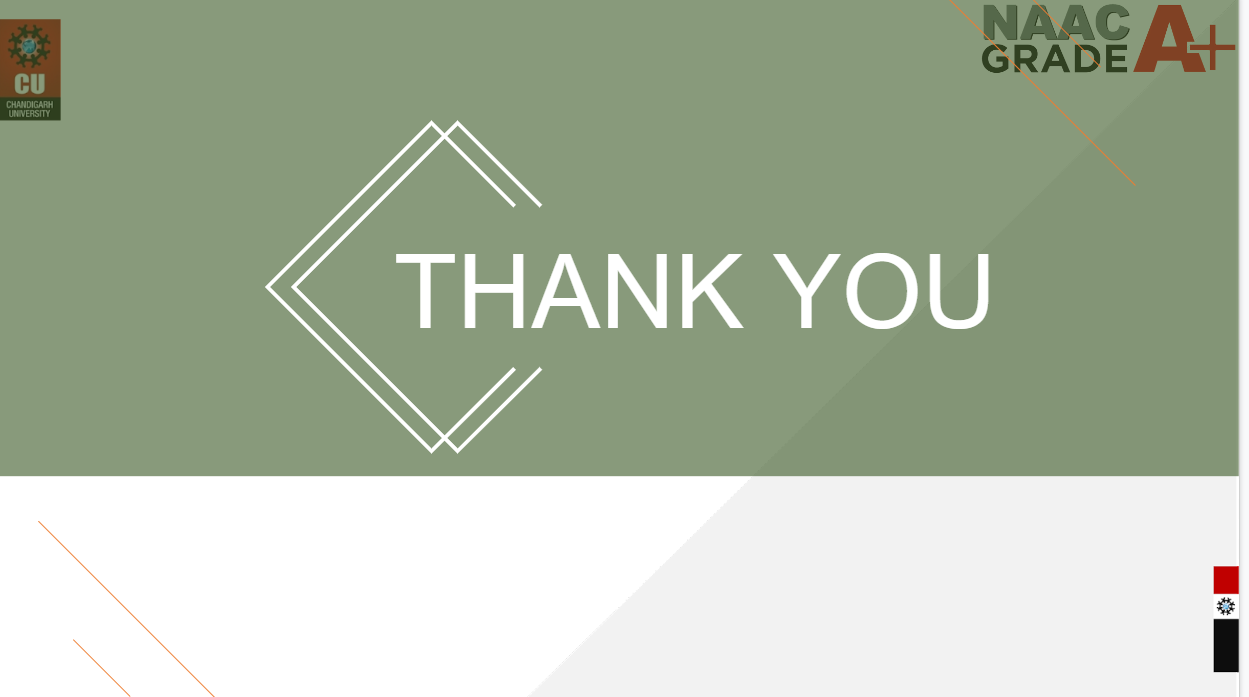 CU
CHANDIGARH
UNIVERSITY
NAAC
GRADE A+
THANK YOU